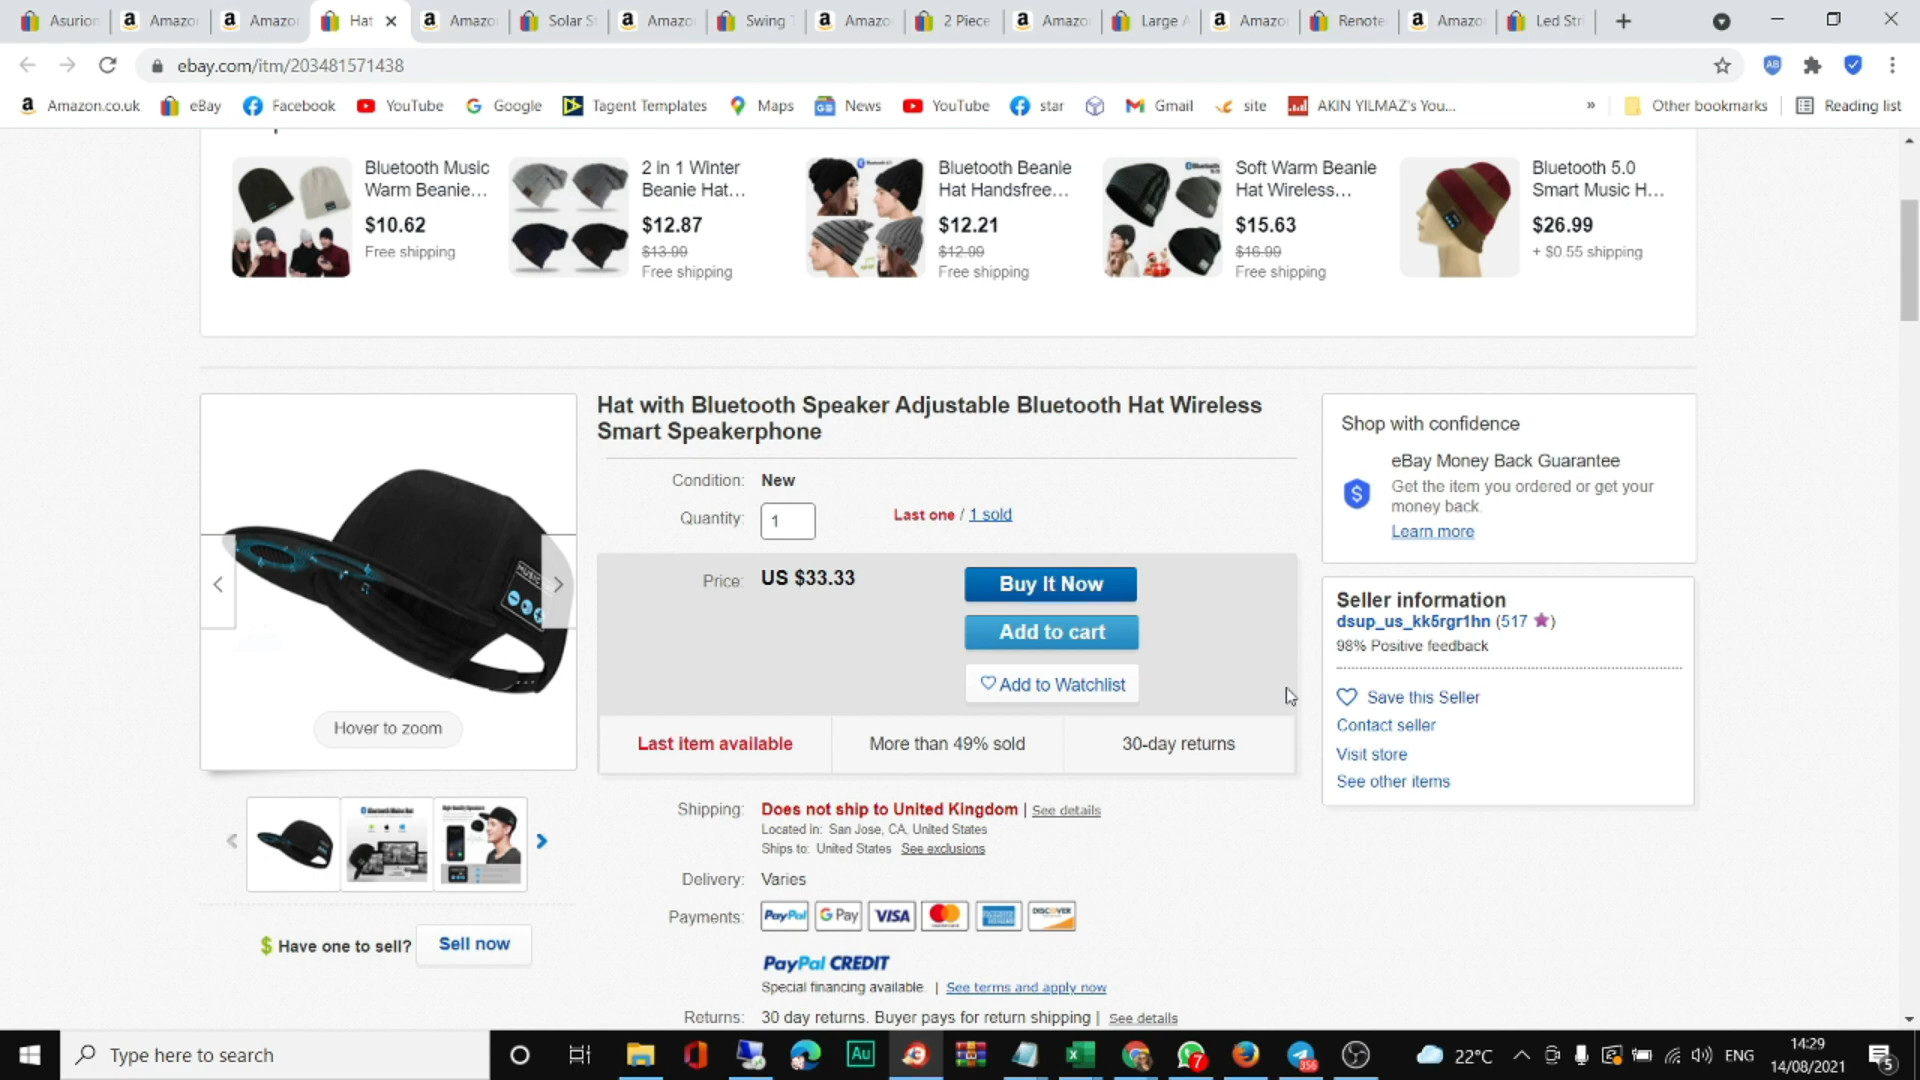 Asurion
Amazo
Amazo
Hat
Amazo
Solar S
Amazo
Swing T
Amazo
2 Piece
Amazo
Large A
Amazo
Renote
Amazo
Led Str
ebay.com/itm/203481571438
Amazon.co.uk
eBay
Facebook
YouTube
Google
Tagent Templates
Maps
News
YouTube
star
Gmail
site
AKIN YILMAZ's You...
»
Other bookmarks
Reading list
Bluetooth Music
Warm Beanie...
$10.62
Free shipping
2 in 1 Winter
Beanie Hat...
$12.87
$13.99
Free shipping
Bluetooth Beanie
Hat Handsfree...
$12.21
$12.99
Free shipping
Soft Warm Beanie
Hat Wireless...
$15.63
$16.99
Free shipping
Bluetooth 5.0
Smart Music H...
$26.99
+ $0.55 shipping
Hat with Bluetooth Speaker Adjustable Bluetooth Hat Wireless
Smart Speakerphone
Condition: New
Quantity: 1
Last one / 1 sold
Price: US $33.33
Buy It Now
Add to cart
Add to Watchlist
Last item available
More than 49% sold
30-day returns
MUSIC
Hover to zoom
Have one to sell? Sell now
Shipping: Does not ship to United Kingdom | See details
Located in: San Jose, CA, United States
Ships to: United States See exclusions
Delivery: Varies
Payments: PayPal G Pay VISA DISCOVER
PayPal CREDIT
Special financing available. | See terms and apply now
Returns: 30 day returns. Buyer pays for return shipping | See details
Shop with confidence
eBay Money Back Guarantee
Get the item you ordered or get your
money back.
Learn more
Seller information
dsup_us_kk5rgr1hn (517 )
98% Positive feedback
Save this Seller
Contact seller
Visit store
See other items
Type here to search
Au
7
356
22°C
ENG
14:29
14/08/2021
5